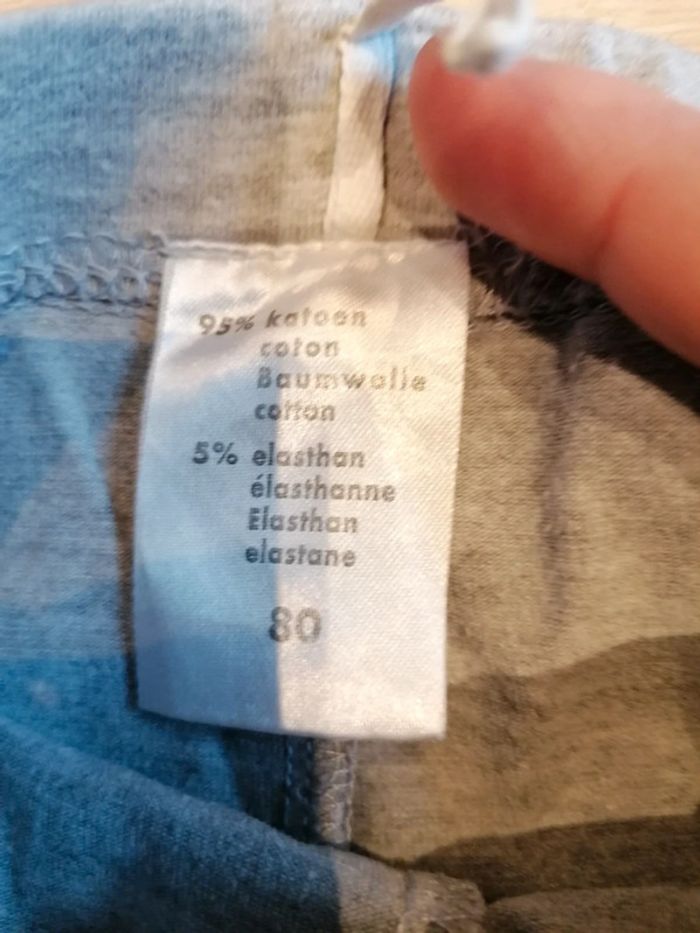 95% katoen
coton
Baumwolle
cotton
5% elasthan
élasthanne
Elasthan
elastane
80